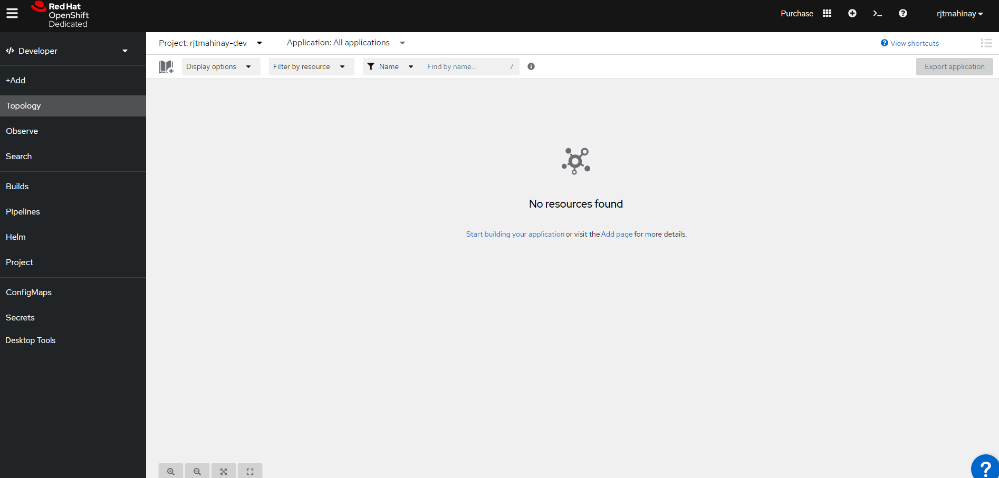 Red Hat
OpenShift
Dedicated
Purchase
rjtmahinay
Developer
+Add
Topology
Observe
Search
Builds
Pipelines
Helm
Project
ConfigMaps
Secrets
Desktop Tools
Project: rjtmahinay-dev
Application: All applications
View shortcuts
Display options
Filter by resource
Name
Find by name...
/
Export application
No resources found
Start building your application or visit the Add page for more details.